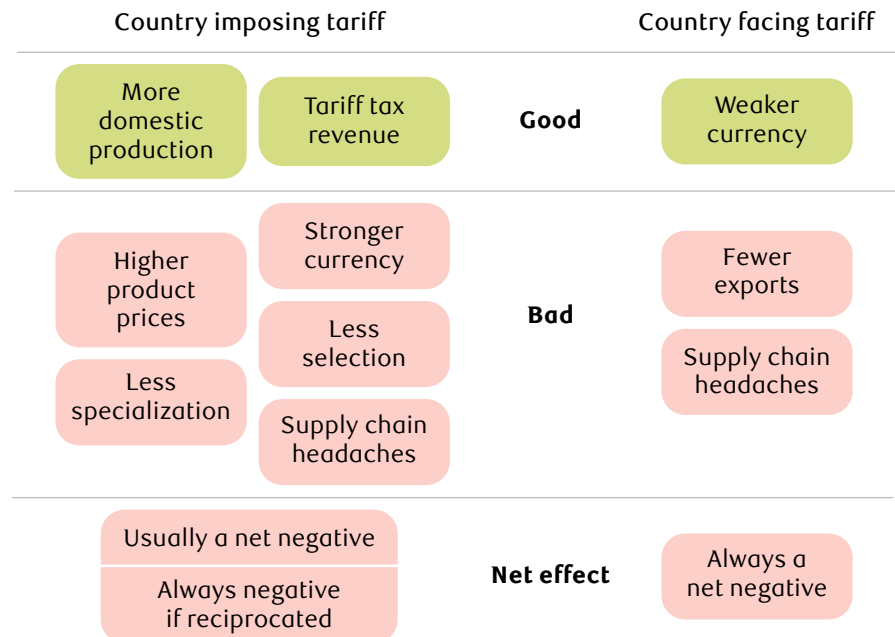 Country imposing tariff
Country facing tariff
More
domestic
production
Tariff tax
revenue
Good
Weaker
currency
Higher
product
prices
Less
specialization
Stronger
currency
Less
selection
Supply chain
headaches
Bad
Fewer
exports
Supply chain
headaches
Usually a net negative
Always negative
if reciprocated
Net effect
Always a
net negative